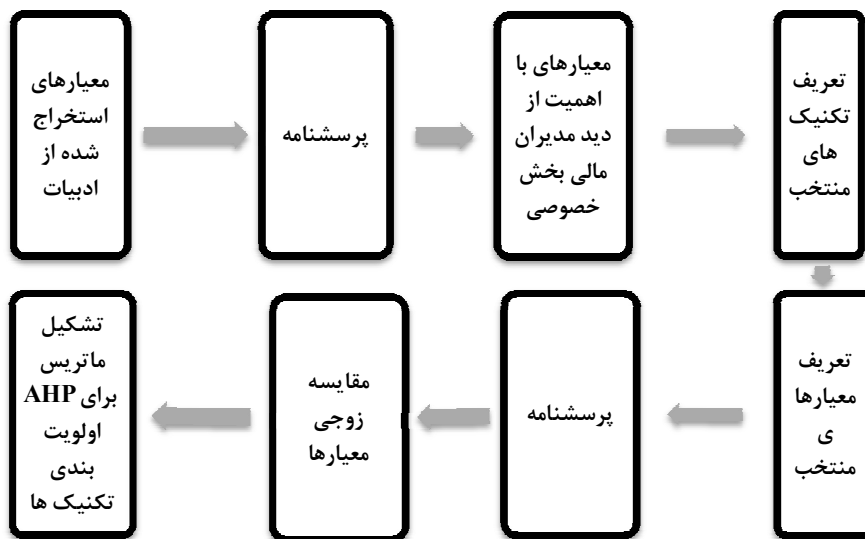 معیارهای
استخراج
شده از
ادبیات
پرسشنامه
معیارهای با
اهمیت از
دید مدیران
مالی بخش
خصوصی
تعریف
تکنیک
های
منتخب
تعریف
معیارها
ی
منتخب
پرسشنامه
مقایسه
زوجی
معیارها
تشکیل
ماتریس
AHP برای
اولویت
بندی
تکنیک ها